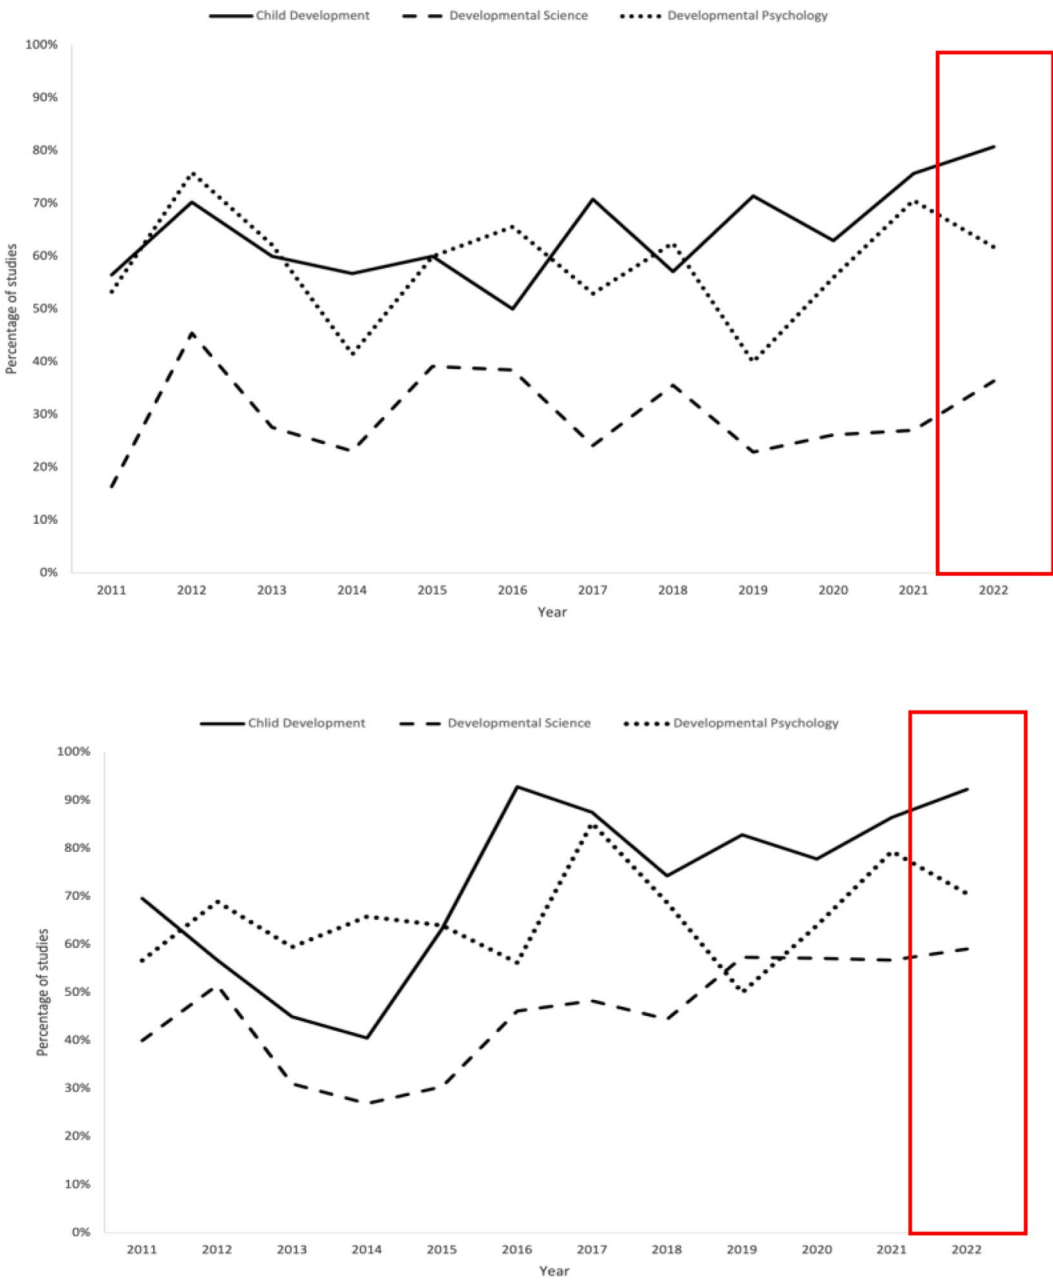 Child Development Developmental Science Developmental Psychology
100%
90%
80%
70%
60%
50%
40%
30%
20%
10%
0%
Percentage of studies
2011 2012 2013 2014 2015 2016 2017 2018 2019 2020 2021 2022
Year
Chlid Development Developmental Science Developmental Psychology
100%
90%
80%
70%
60%
50%
40%
30%
20%
10%
0%
Percentage of studies
2011 2012 2013 2014 2015 2016 2017 2018 2019 2020 2021 2022
Year